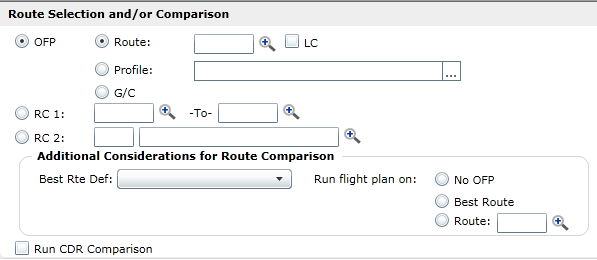 Route Selection and/or Comparison
OFP Route: LC
Profile: ...
G/C
RC 1: -To-
RC 2:
Additional Considerations for Route Comparison
Best Rte Def: Run flight plan on: No OFP
Best Route
Route:
Run CDR Comparison